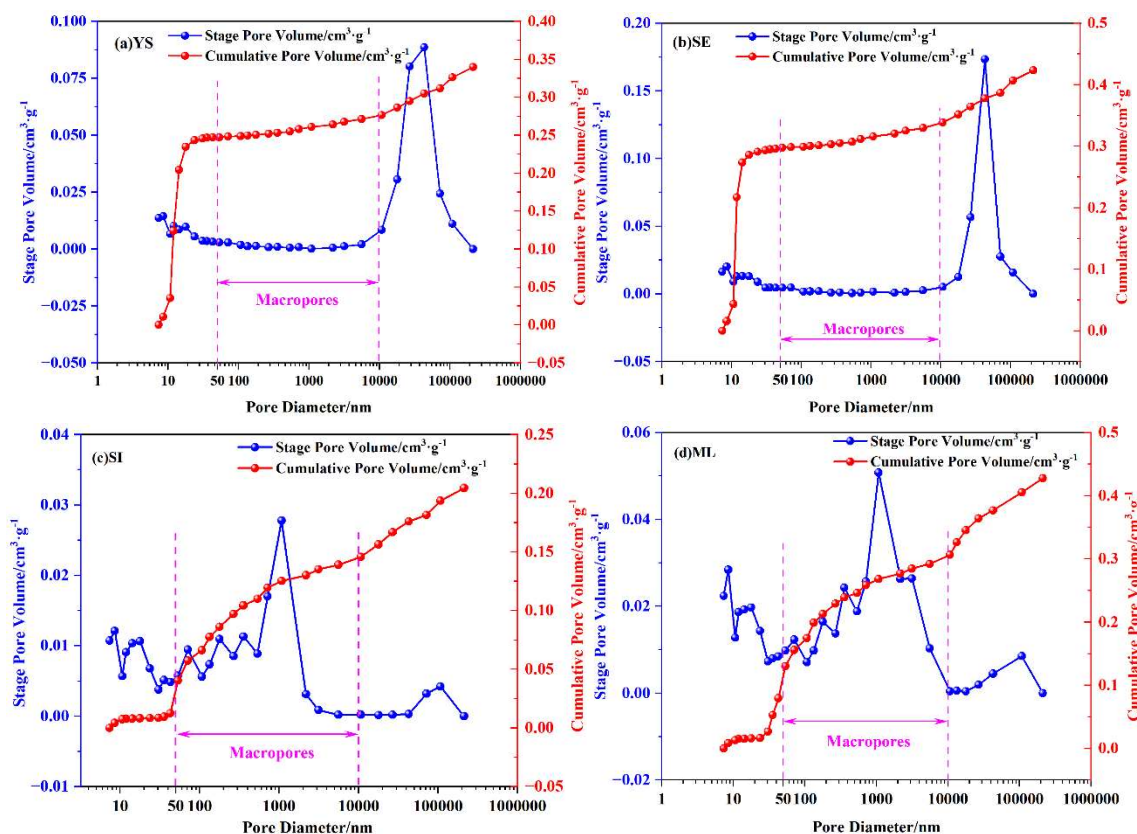 (a)YS
Stage Pore Volume/cm³·g⁻¹
Cumulative Pore Volume/cm³·g⁻¹
0.100
0.075
0.050
0.025
0.000
−0.025
−0.050
Stage Pore Volume/cm³·g⁻¹
0.40
0.35
0.30
0.25
0.20
0.15
0.10
0.05
0.00
−0.05
Cumulative Pore Volume/cm³·g⁻¹
Macropores
1 10 50 100 1000 10000 100000 1000000
Pore Diameter/nm
(b)SE
Stage Pore Volume/cm³·g⁻¹
Cumulative Pore Volume/cm³·g⁻¹
0.20
0.15
0.10
0.05
0.00
−0.05
Stage Pore Volume/cm³·g⁻¹
0.5
0.4
0.3
0.2
0.1
0.0
Cumulative Pore Volume/cm³·g⁻¹
Macropores
1 10 50 100 1000 10000 100000 1000000
Pore Diameter/nm
(c)SI
Stage Pore Volume/cm³·g⁻¹
Cumulative Pore Volume/cm³·g⁻¹
0.04
0.03
0.02
0.01
0.00
−0.01
Stage Pore Volume/cm³·g⁻¹
0.25
0.20
0.15
0.10
0.05
0.00
−0.05
Cumulative Pore Volume/cm³·g⁻¹
Macropores
10 50 100 1000 10000 100000 1000000
Pore Diameter/nm
(d)ML
Stage Pore Volume/cm³·g⁻¹
Cumulative Pore Volume/cm³·g⁻¹
0.06
0.04
0.02
0.00
−0.02
Stage Pore Volume/cm³·g⁻¹
0.5
0.4
0.3
0.2
0.1
0.0
Cumulative Pore Volume/cm³·g⁻¹
Macropores
1 10 50 100 1000 10000 100000 1000000
Pore Diameter/nm